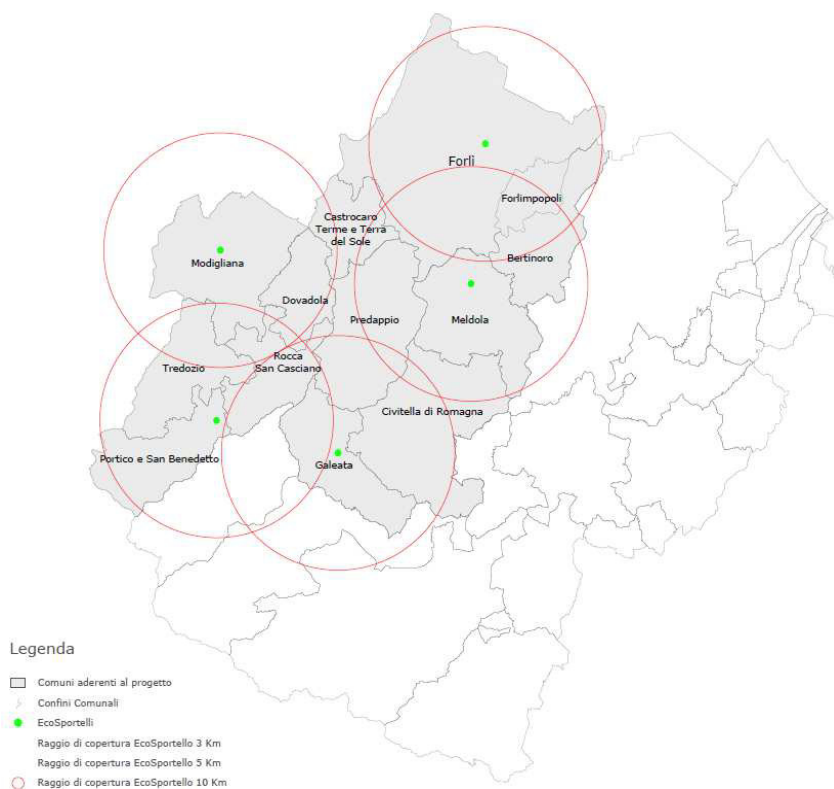 Forlì
Forlimpopoli
Castrocaro
Terme e Terra
del Sole
Bertinoro
Modigliana
Dovadola
Predappio
Meldola
Rocca
San Casciano
Tredozio
Civitella di Romagna
Portico e San Benedetto
Galeata
Legenda
Comuni aderenti al progetto
Confini Comunali
EcoSportelli
Raggio di copertura EcoSportello 3 Km
Raggio di copertura EcoSportello 5 Km
Raggio di copertura EcoSportello 10 Km